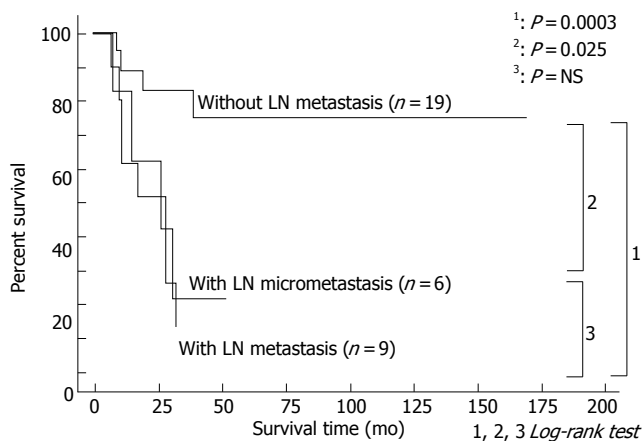 ¹: P = 0.0003
²: P = 0.025
³: P = NS
Percent survival
100
80
60
40
20
0
Without LN metastasis (n = 19)
With LN micrometastasis (n = 6)
With LN metastasis (n = 9)
2
1
3
0 25 50 75 100 125 150 175 200
Survival time (mo)
1, 2, 3 Log-rank test